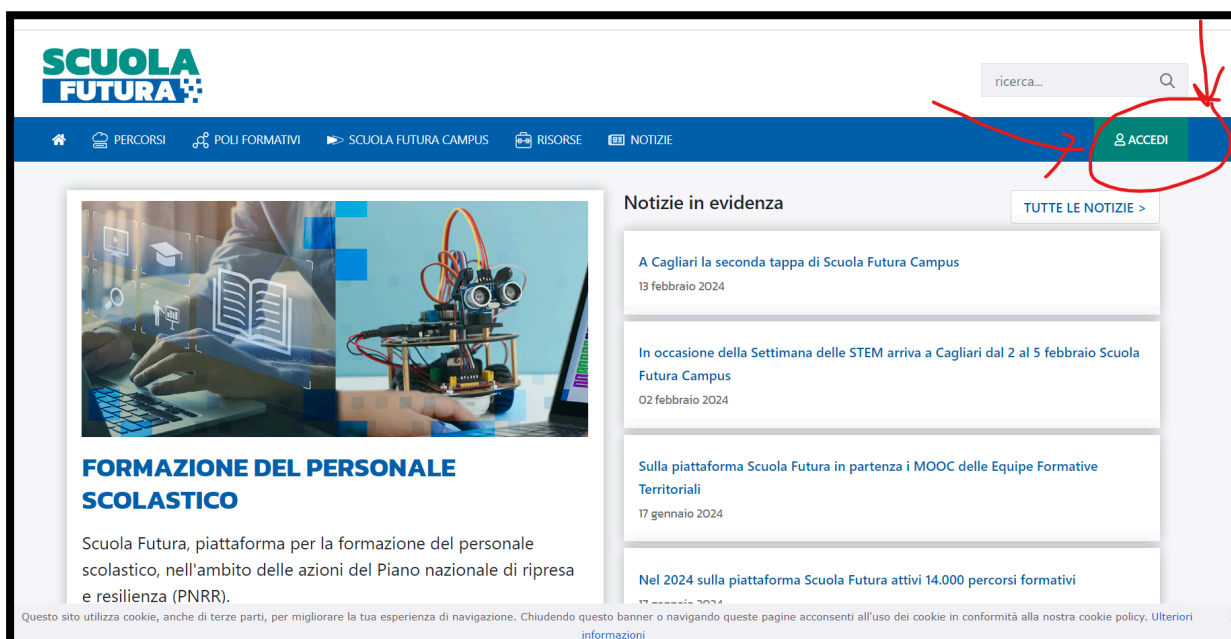 SCUOLA
FUTURA
ricerca...
PERCORSI
POLI FORMATIVI
SCUOLA FUTURA CAMPUS
RISORSE
NOTIZIE
ACCEDI
FORMAZIONE DEL PERSONALE
SCOLASTICO
Scuola Futura, piattaforma per la formazione del personale
scolastico, nell'ambito delle azioni del Piano nazionale di ripresa
e resilienza (PNRR).
Notizie in evidenza
TUTTE LE NOTIZIE >
A Cagliari la seconda tappa di Scuola Futura Campus
13 febbraio 2024
In occasione della Settimana delle STEM arriva a Cagliari dal 2 al 5 febbraio Scuola
Futura Campus
02 febbraio 2024
Sulla piattaforma Scuola Futura in partenza i MOOC delle Equipe Formative
Territoriali
17 gennaio 2024
Nel 2024 sulla piattaforma Scuola Futura attivi 14.000 percorsi formativi
17 gennaio 2024
Questo sito utilizza cookie, anche di terze parti, per migliorare la tua esperienza di navigazione. Chiudendo questo banner o navigando queste pagine acconsenti all'uso dei cookie in conformità alla nostra cookie policy. Ulteriori
informazioni